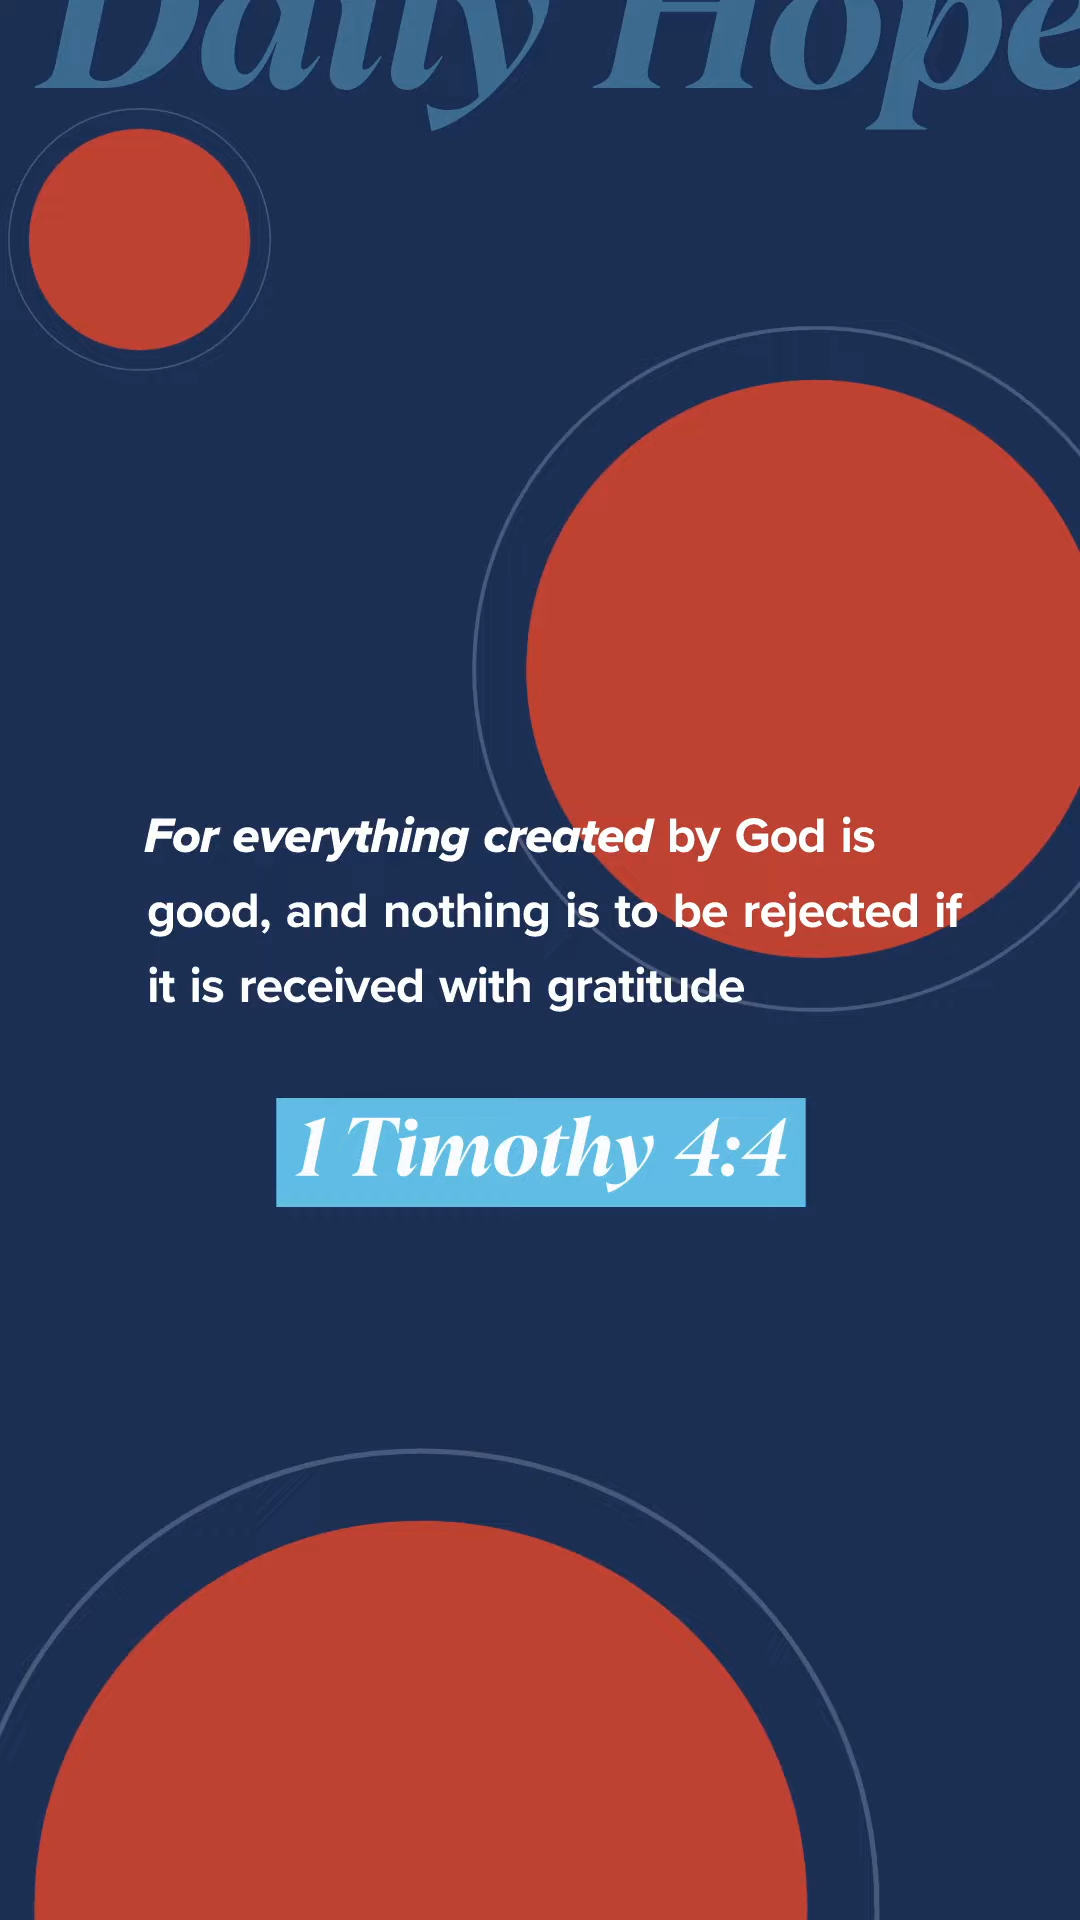 Daily Hope
For everything created by God is
good, and nothing is to be rejected if
it is received with gratitude
1 Timothy 4:4